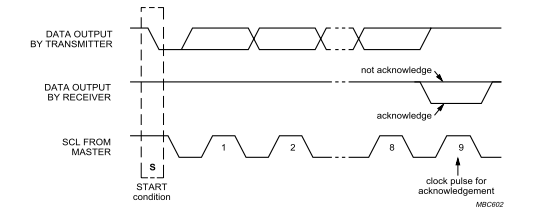 DATA OUTPUT
BY TRANSMITTER
not acknowledge
DATA OUTPUT
BY RECEIVER
acknowledge
SCL FROM
MASTER
1
2
8
9
S
START
condition
clock pulse for
acknowledgement
MBC602